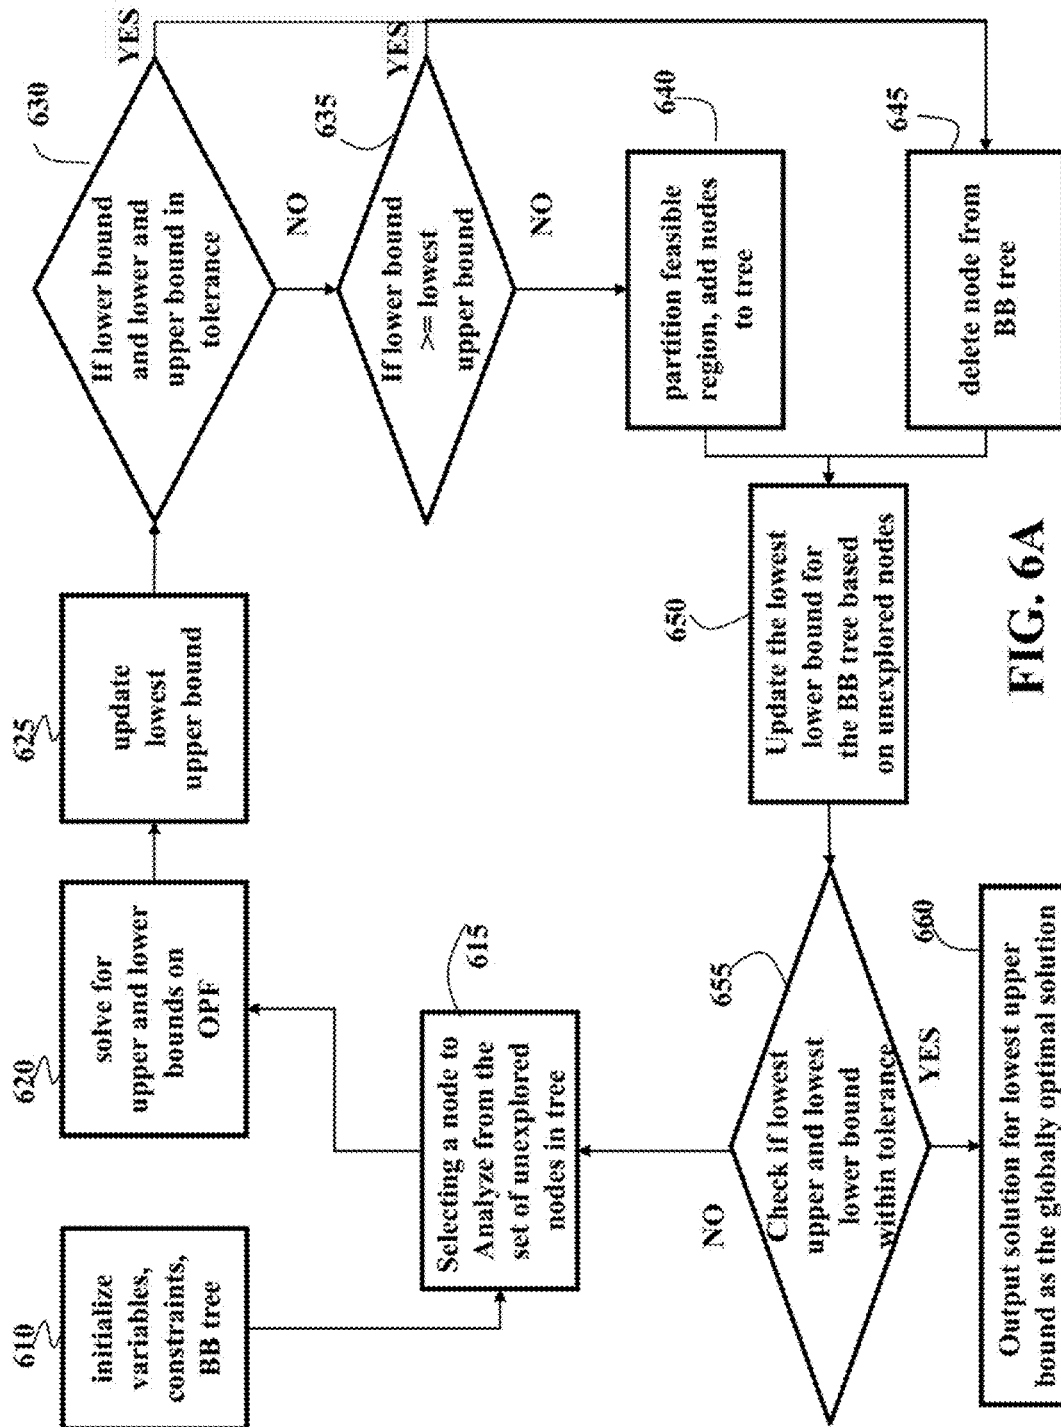 610
initialize
variables,
constraints,
BB tree
615
Selecting a node to
Analyze from the
set of unexplored
nodes in tree
620
solve for
upper and lower
bounds on
OPF
625
update
lowest
upper bound
630
If lower bound
and lower and
upper bound in
tolerance
YES
NO
635
If lower bound
>= lowest
upper bound
YES
NO
640
partition feasible
region, add nodes
to tree
645
delete node from
BB tree
650
Update the lowest
lower bound for
the BB tree based
on unexplored nodes
655
Check if lowest
upper and lowest
lower bound
within tolerance
NO
YES
660
Output solution for lowest upper
bound as the globally optimal solution
FIG. 6A